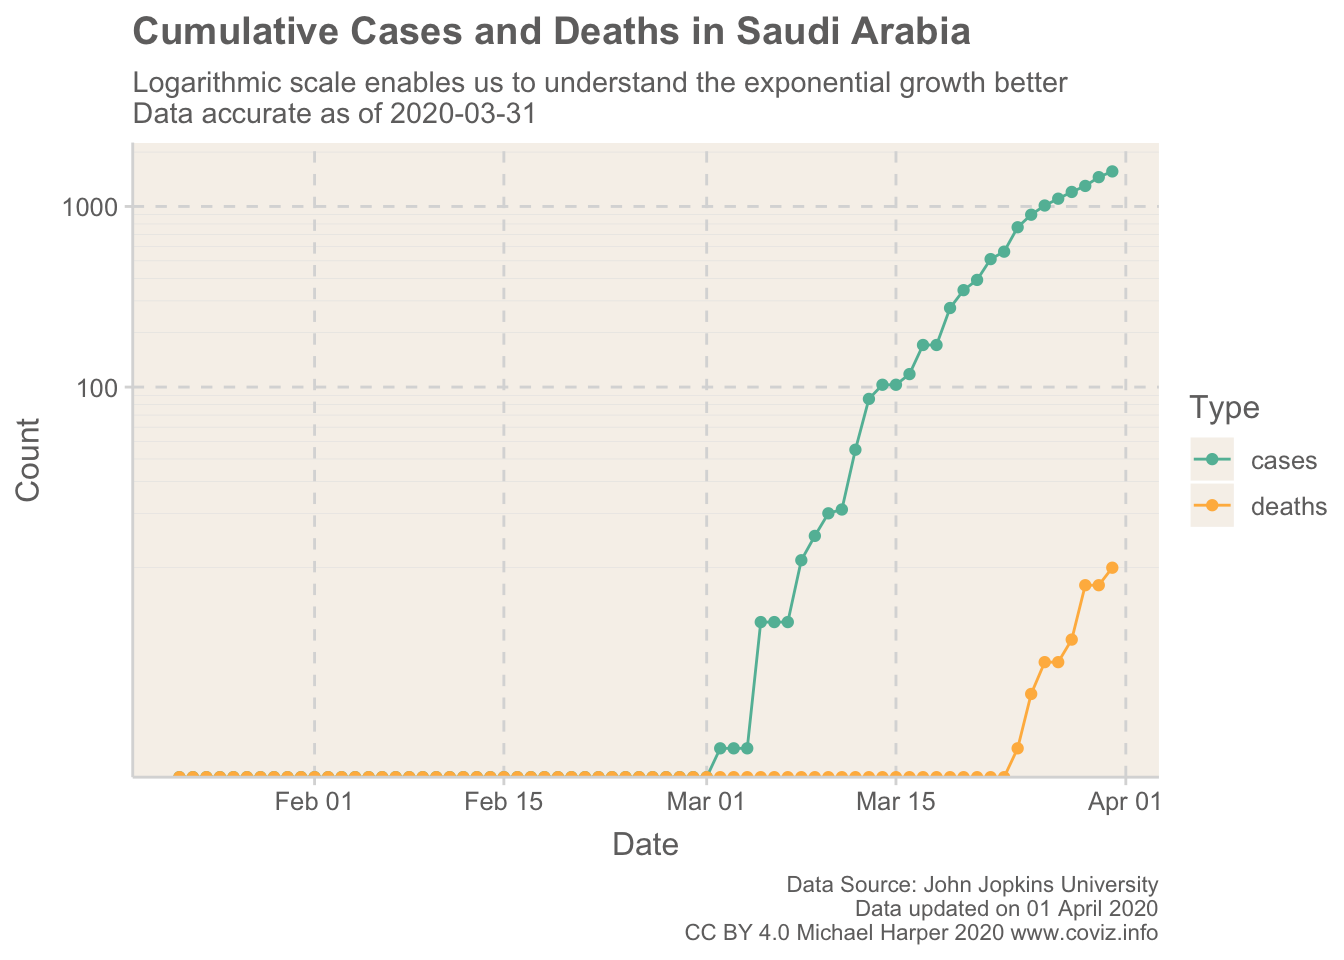 Cumulative Cases and Deaths in Saudi Arabia
Logarithmic scale enables us to understand the exponential growth better
Data accurate as of 2020-03-31
1000
100
Count
Type
cases
deaths
Feb 01
Feb 15
Mar 01
Mar 15
Apr 01
Date
Data Source: John Jopkins University
Data updated on 01 April 2020
CC BY 4.0 Michael Harper 2020 www.coviz.info